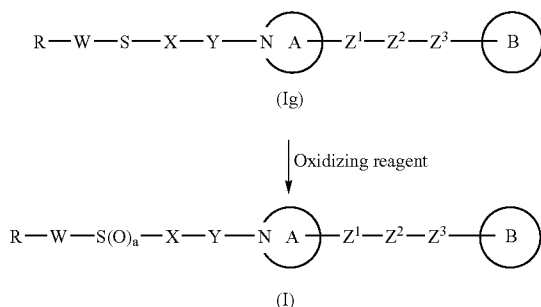 R—W—S—X—Y—N A—Z¹—Z²—Z³—B
(Ig)
Oxidizing reagent
R—W—S(O)ₐ—X—Y—N A—Z¹—Z²—Z³—B
(I)